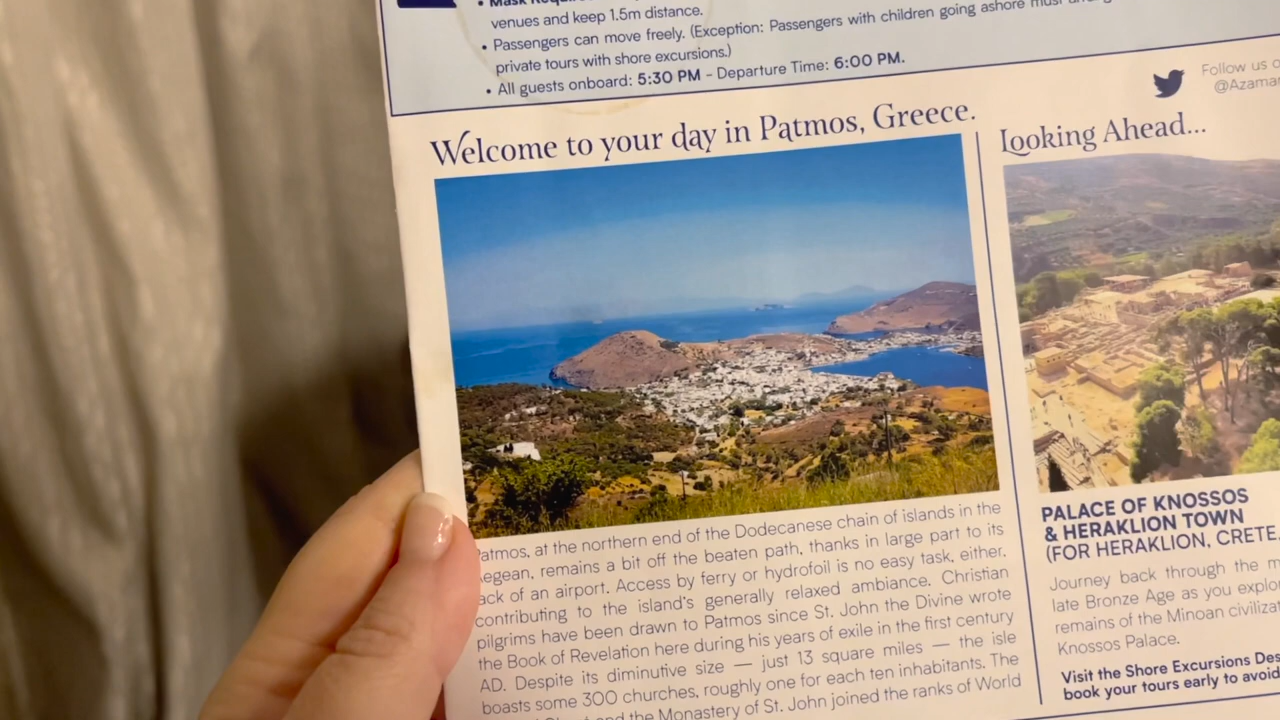 venues and keep 1.5m distance.
• Passengers can move freely. (Exception: Passengers with children going ashore must
private tours with shore excursions.)
• All guests onboard: 5:30 PM - Departure Time: 6:00 PM.
Follow us
Welcome to your day in Patmos, Greece.
Looking Ahead...
Patmos, at the northern end of the Dodecanese chain of islands in the
Aegean, remains a bit off the beaten path, thanks in large part to its
lack of an airport. Access by ferry or hydrofoil is no easy task, either,
contributing to the island's generally relaxed ambiance. Christian
pilgrims have been drawn to Patmos since St. John the Divine wrote
the Book of Revelation here during his years of exile in the first century
AD. Despite its diminutive size — just 13 square miles — the isle
boasts some 300 churches, roughly one for each ten inhabitants. The
and the Monastery of St. John joined the ranks of World
PALACE OF KNOSSOS
& HERAKLION TOWN
(FOR HERAKLION, CRETE,
Journey back through the
late Bronze Age as you
remains of the Minoan
Knossos Palace.
Visit the Shore Excursions
book your tours early to avoid